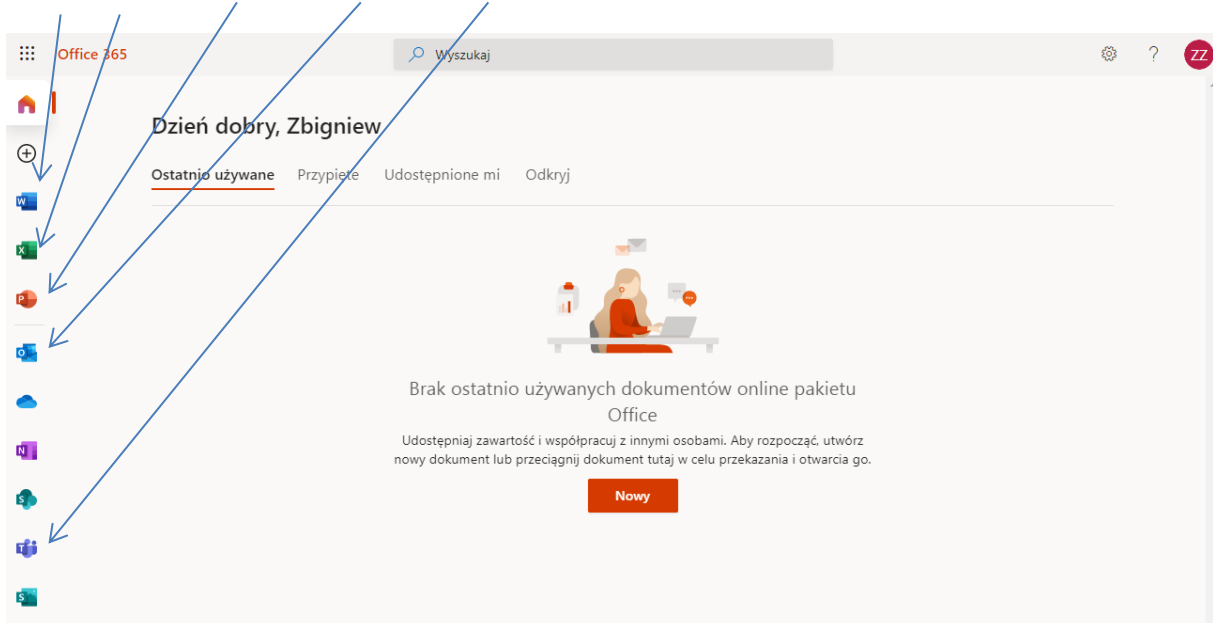 Office 365
Wyszukaj
?
ZZ
Dzień dobry, Zbigniew
Ostatnio używane Przypięte Udostępnione mi Odkryj
W
X
P
O
N
S
T
S
Brak ostatnio używanych dokumentów online pakietu
Office
Udostępniaj zawartość i współpracuj z innymi osobami. Aby rozpocząć, utwórz
nowy dokument lub przeciągnij dokument tutaj w celu przekazania i otwarcia go.
Nowy